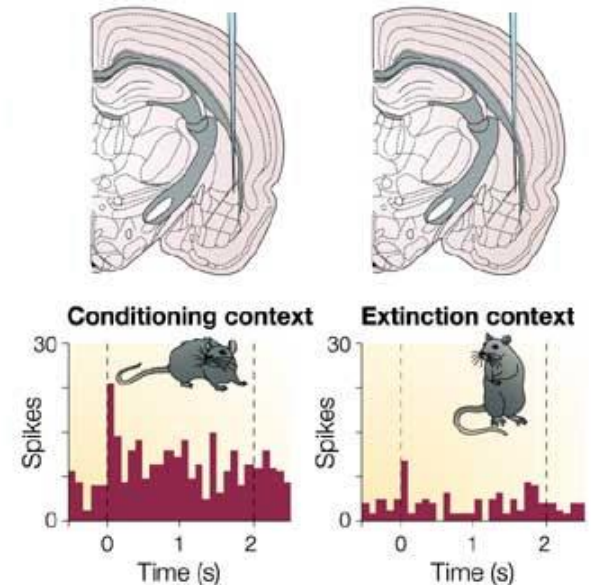 Conditioning context
Extinction context
30
Spikes
0
0 1 2
Time (s)
30
Spikes
0
0 1 2
Time (s)